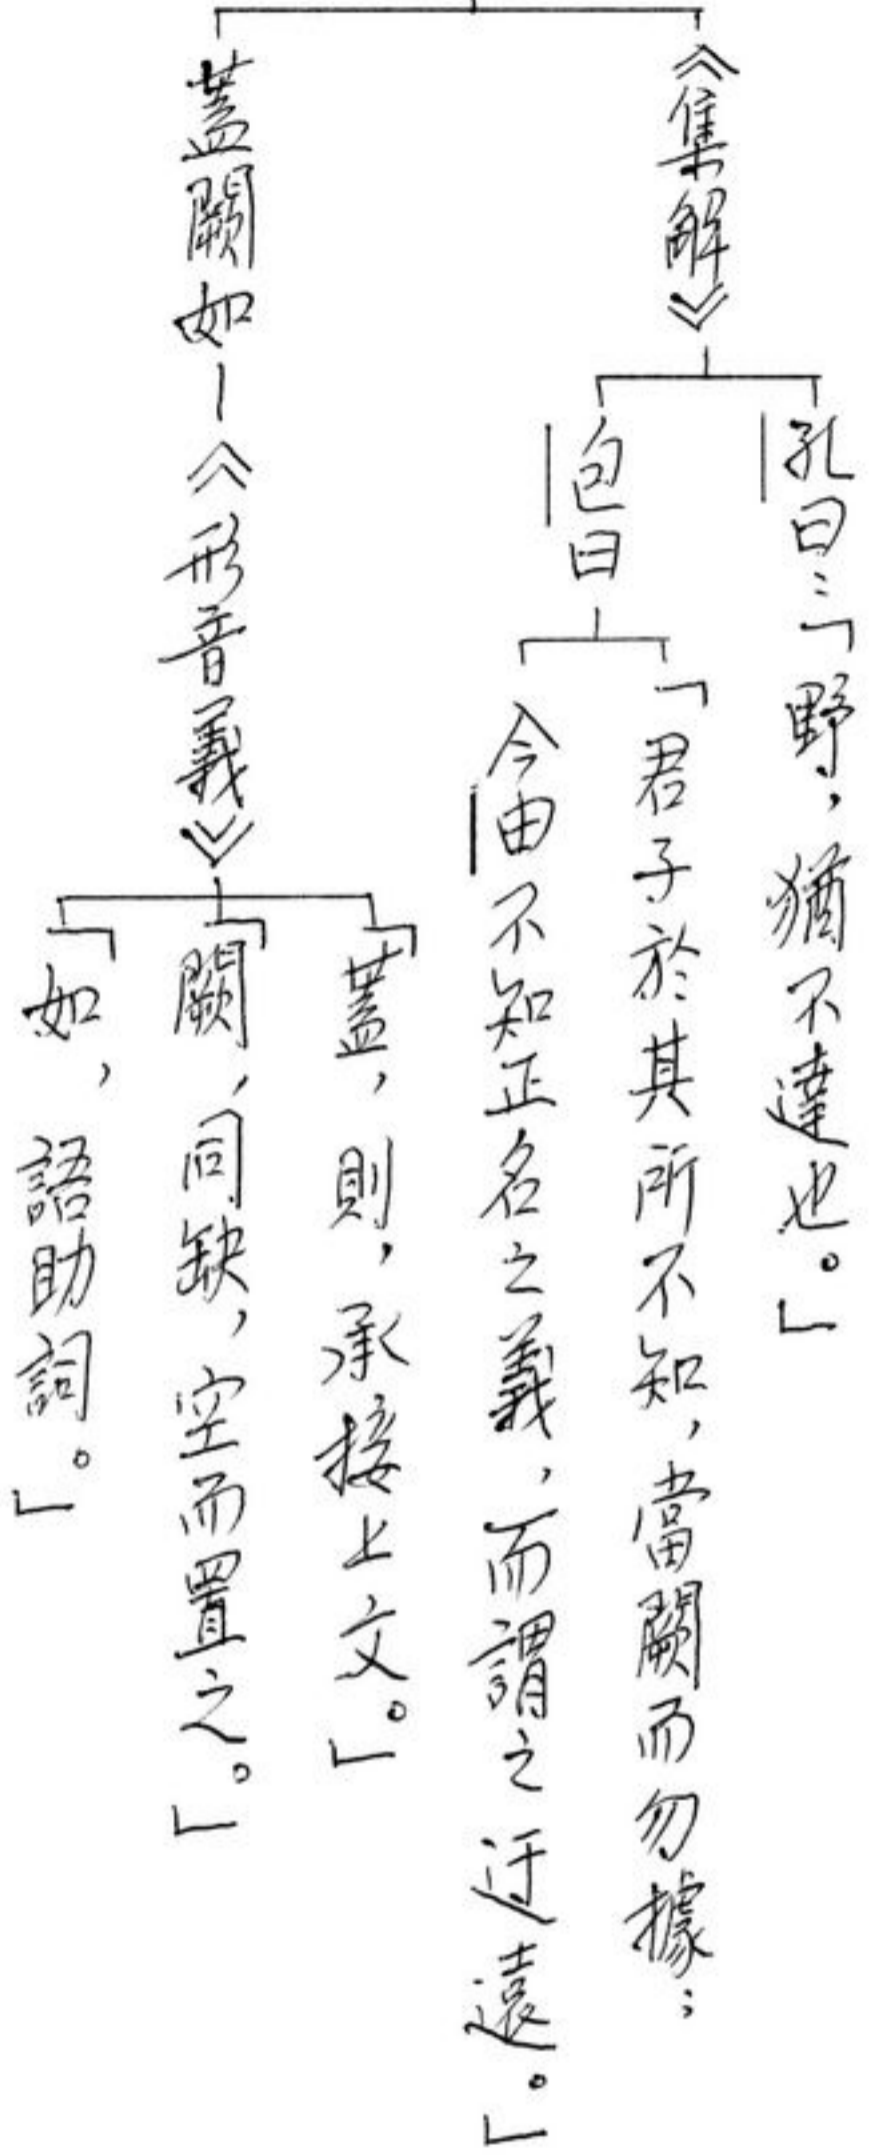 《集解》
孔曰：「野，猶不達也。」
包曰
「君子於其所不知，當闕而勿據；
今由不知正名之義，而謂之迂遠。」
蓋闕如－《形音義》
「蓋，則，承接上文。」
「闕，同缺，空而置之。」
「如，語助詞。」